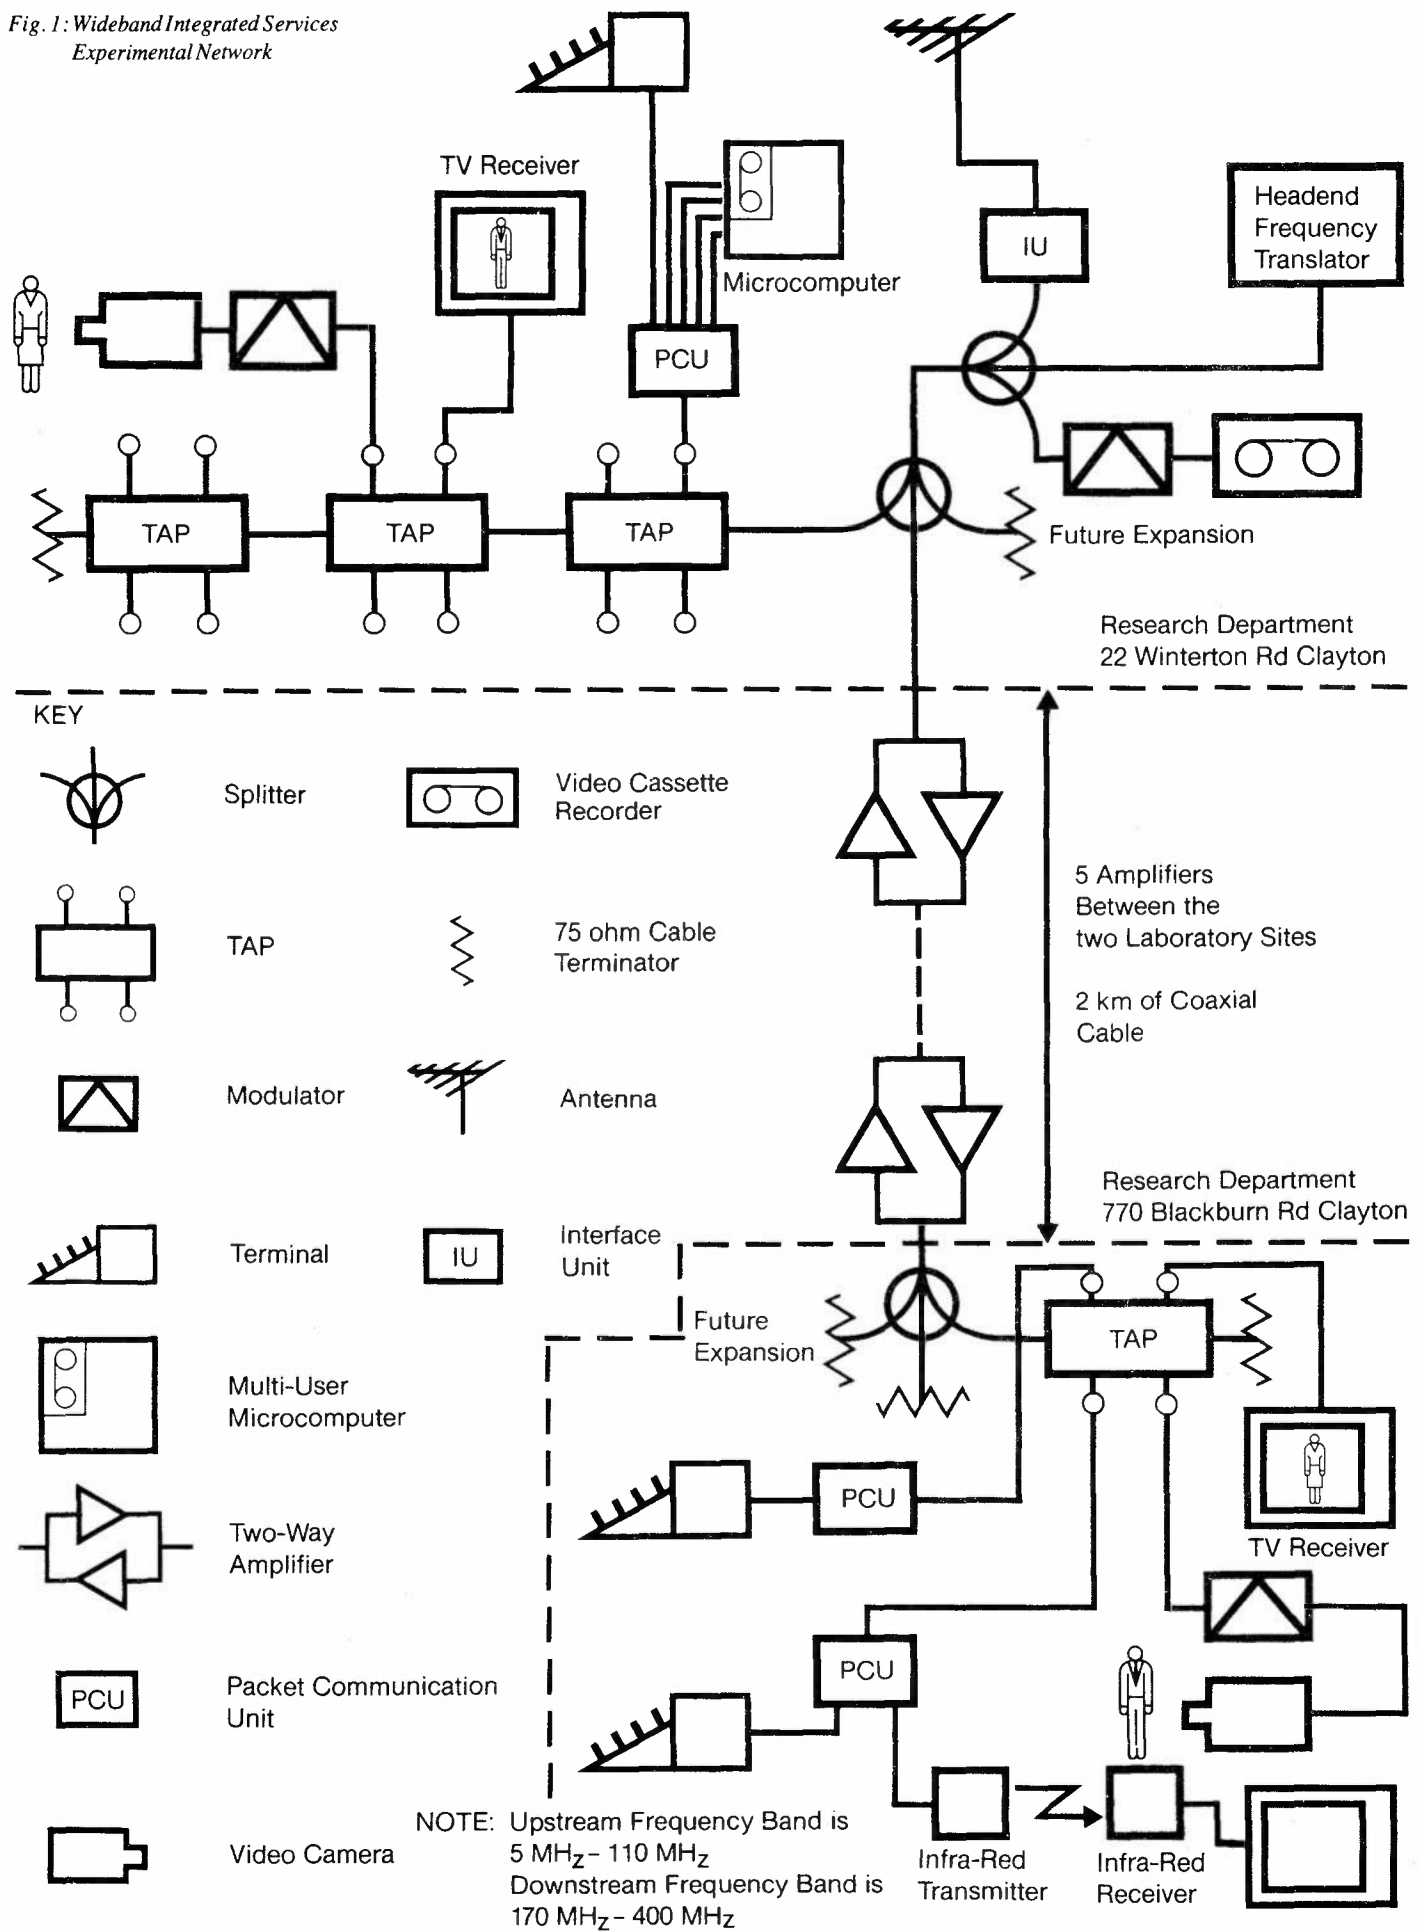 Fig. 1: Wideband Integrated Services
Experimental Network
TV Receiver
Microcomputer
IU
Headend
Frequency
Translator
PCU
TAP
TAP
TAP
Future Expansion
Research Department
22 Winterton Rd Clayton
KEY
Splitter
Video Cassette
Recorder
TAP
75 ohm Cable
Terminator
Modulator
Antenna
Terminal
IU
Interface
Unit
Multi-User
Microcomputer
Two-Way
Amplifier
PCU
Packet Communication
Unit
Video Camera
5 Amplifiers
Between the
two Laboratory Sites
2 km of Coaxial
Cable
Research Department
770 Blackburn Rd Clayton
Future
Expansion
TAP
PCU
TV Receiver
PCU
Infra-Red
Transmitter
Infra-Red
Receiver
NOTE: Upstream Frequency Band is
5 MHz – 110 MHz
Downstream Frequency Band is
170 MHz – 400 MHz